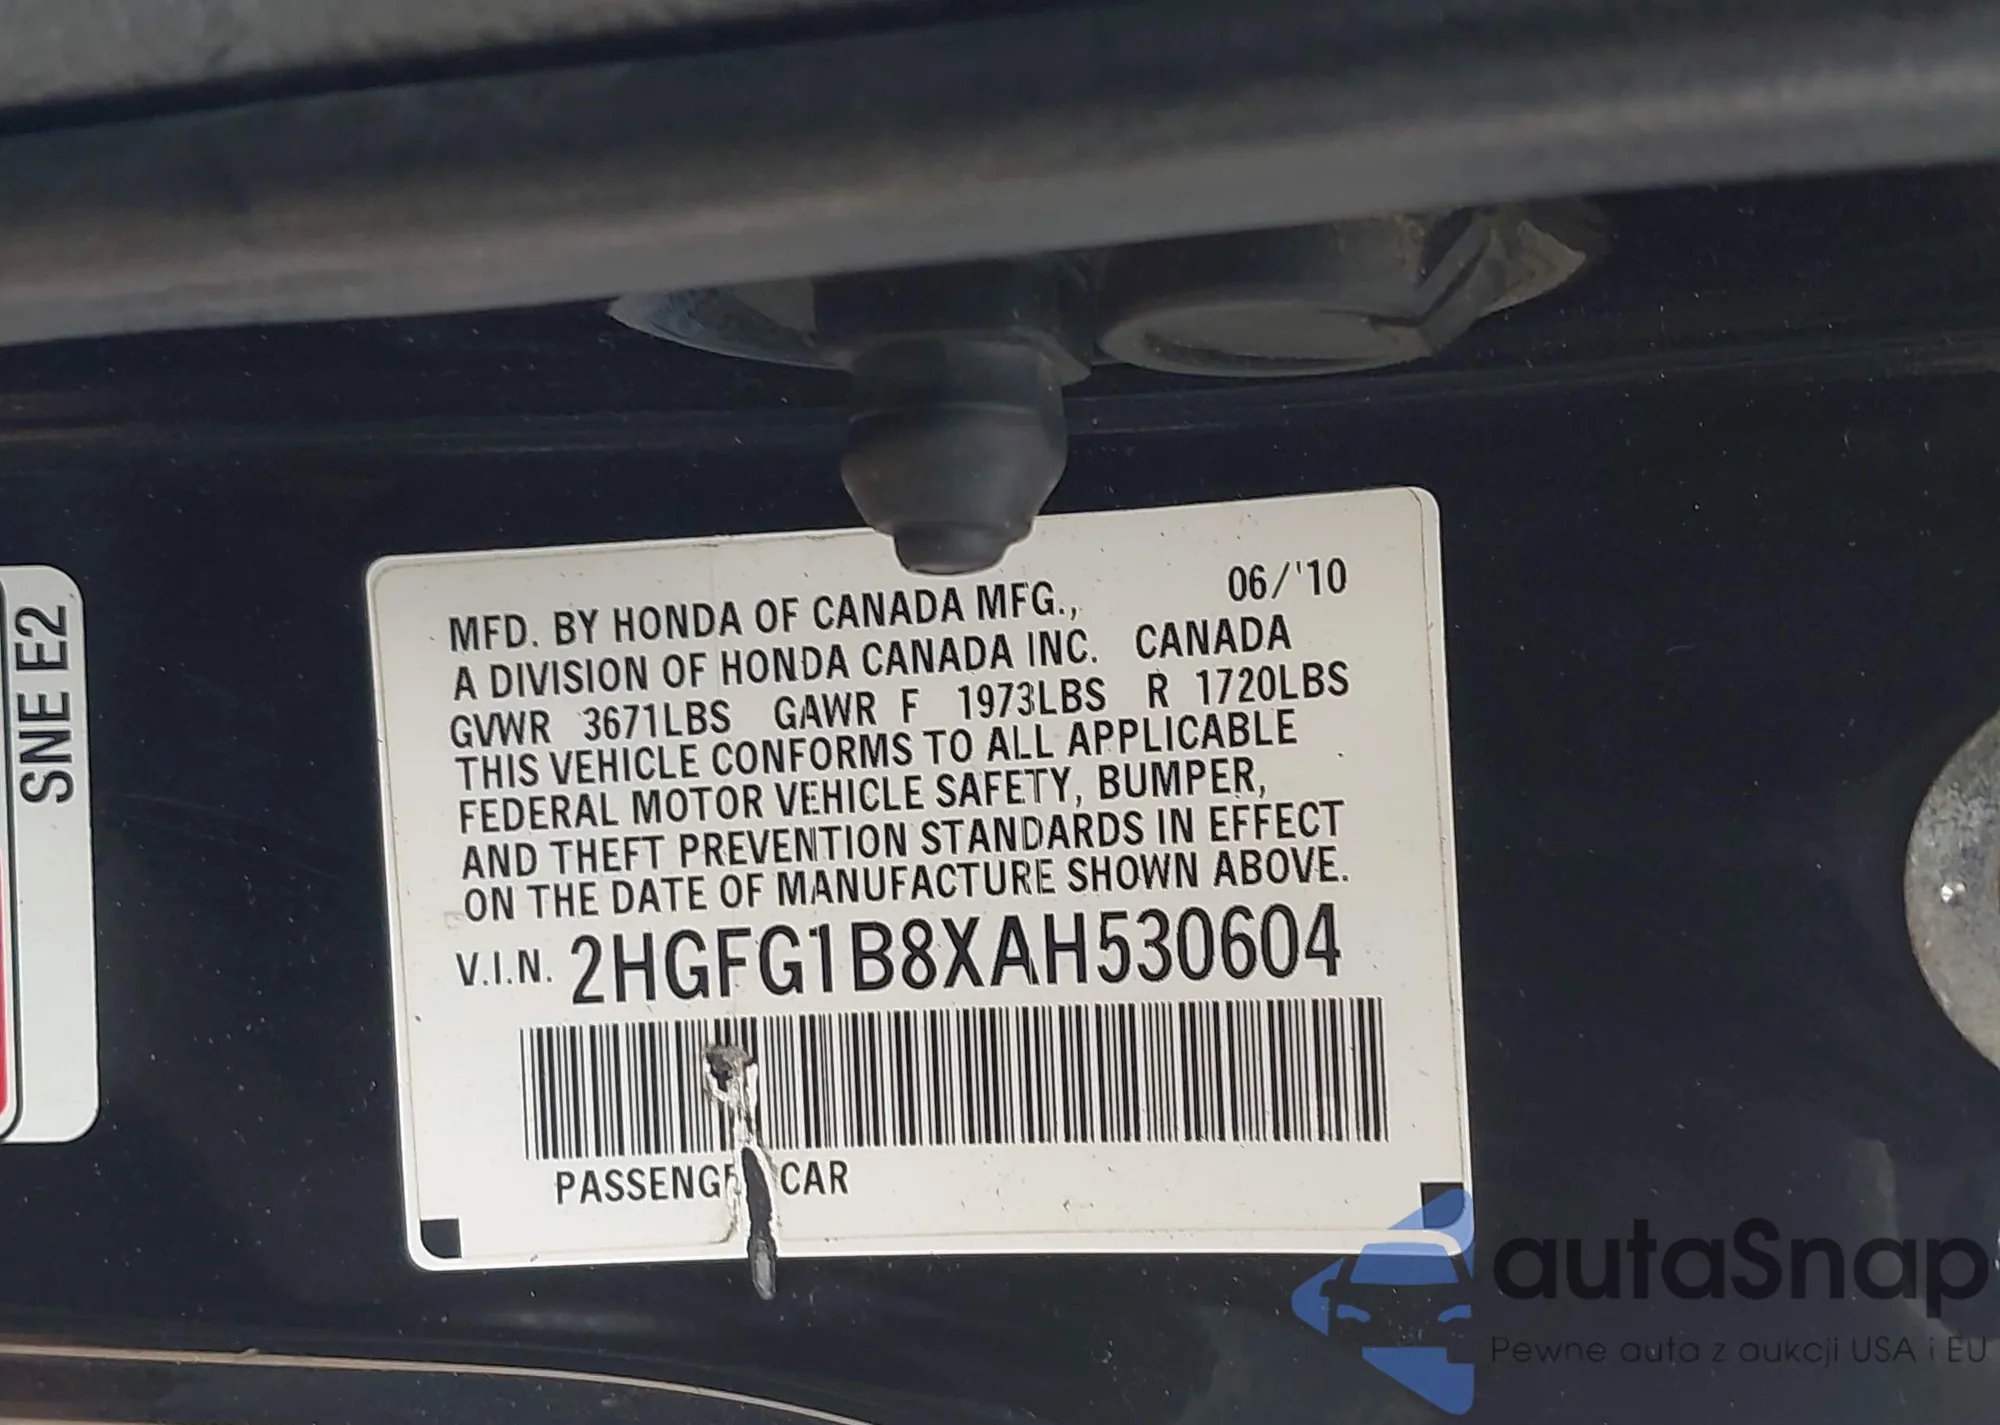 SNE E2
06/'10
MFD. BY HONDA OF CANADA MFG.,
A DIVISION OF HONDA CANADA INC. CANADA
GVWR 3671LBS GAWR F 1973LBS R 1720LBS
THIS VEHICLE CONFORMS TO ALL APPLICABLE
FEDERAL MOTOR VEHICLE SAFETY, BUMPER,
AND THEFT PREVENTION STANDARDS IN EFFECT
ON THE DATE OF MANUFACTURE SHOWN ABOVE.
V.I.N. 2HGFG1B8XAH530604
CAR
autaSnap
Pewne auta z aukcji USA i EU